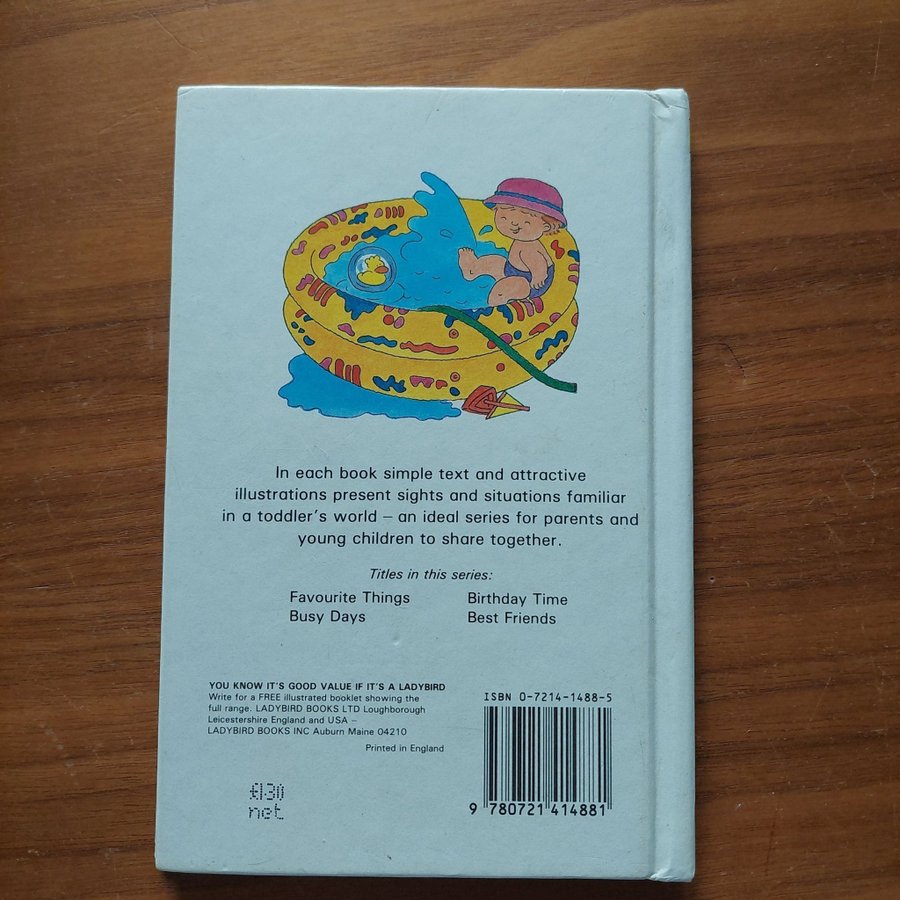 In each book simple text and attractive
illustrations present sights and situations familiar
in a toddler's world – an ideal series for parents and
young children to share together.
Titles in this series:
Favourite Things Birthday Time
Busy Days Best Friends
YOU KNOW IT'S GOOD VALUE IF IT'S A LADYBIRD
Write for a FREE illustrated booklet showing the
full range. LADYBIRD BOOKS LTD Loughborough
Leicestershire England and USA –
LADYBIRD BOOKS INC Auburn Maine 04210
Printed in England
£1.30
net
ISBN 0-7214-1488-5
9 780721 414881